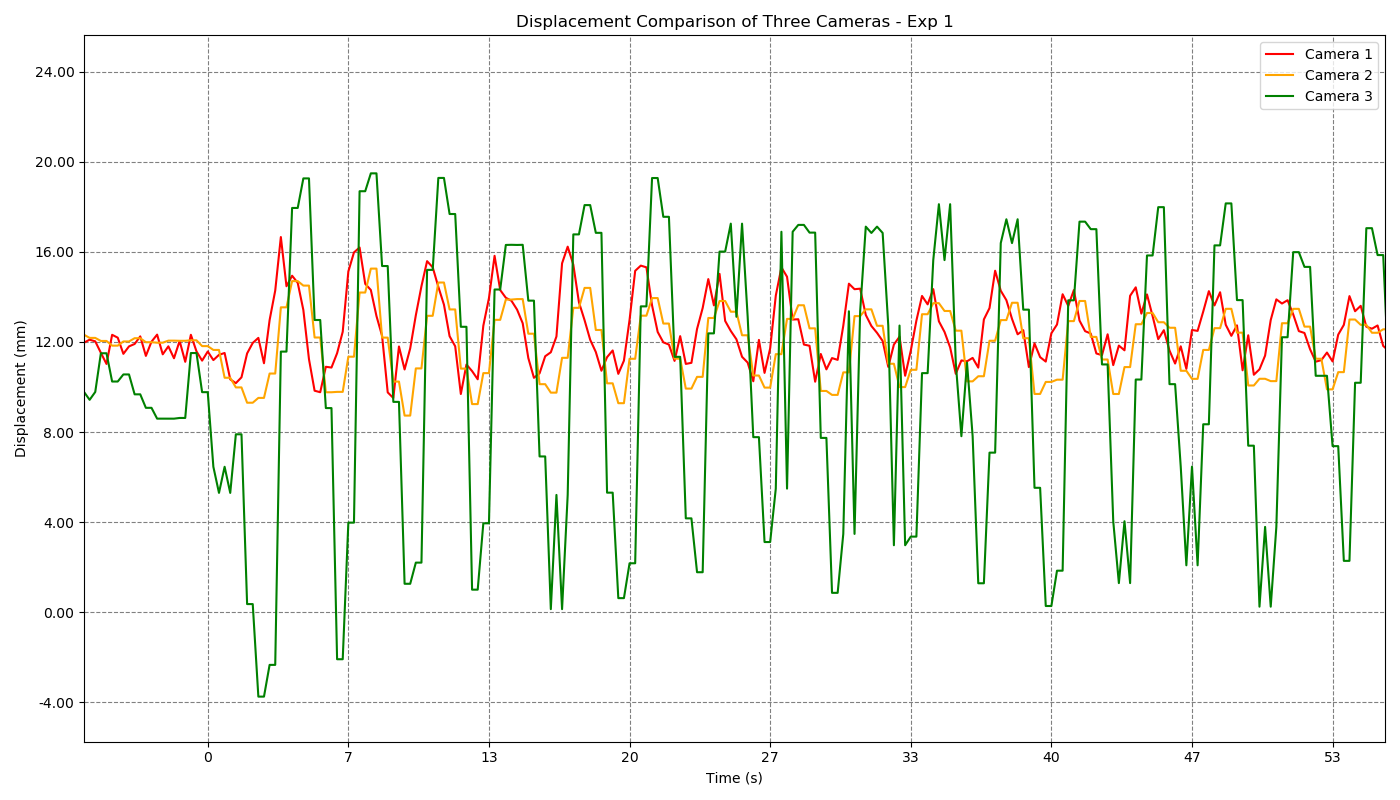 Displacement Comparison of Three Cameras - Exp 1
Camera 1
Camera 2
Camera 3
24.00
20.00
16.00
12.00
8.00
4.00
0.00
-4.00
Displacement (mm)
0 7 13 20 27 33 40 47 53
Time (s)